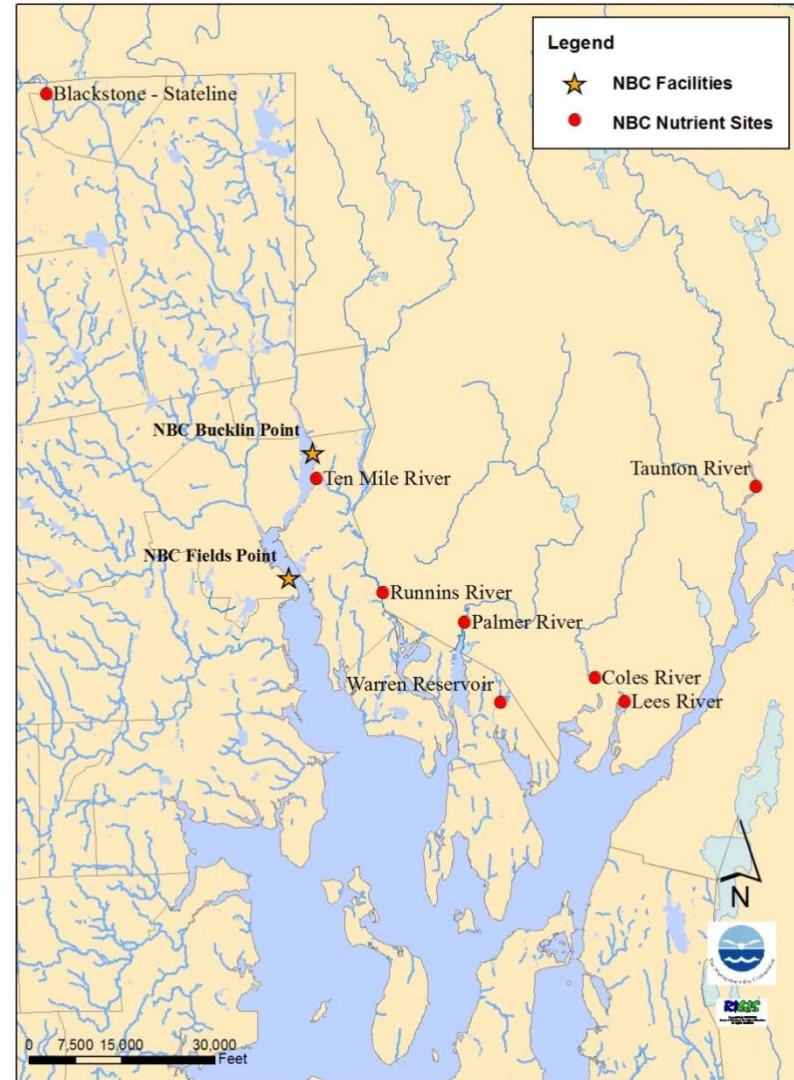 Legend
NBC Facilities
NBC Nutrient Sites
Blackstone - Stateline
NBC Bucklin Point
Ten Mile River
Taunton River
NBC Fields Point
Runnins River
Palmer River
Coles River
Warren Reservoir
Lees River
N
RIGIS
0 7,500 15,000 30,000
Feet